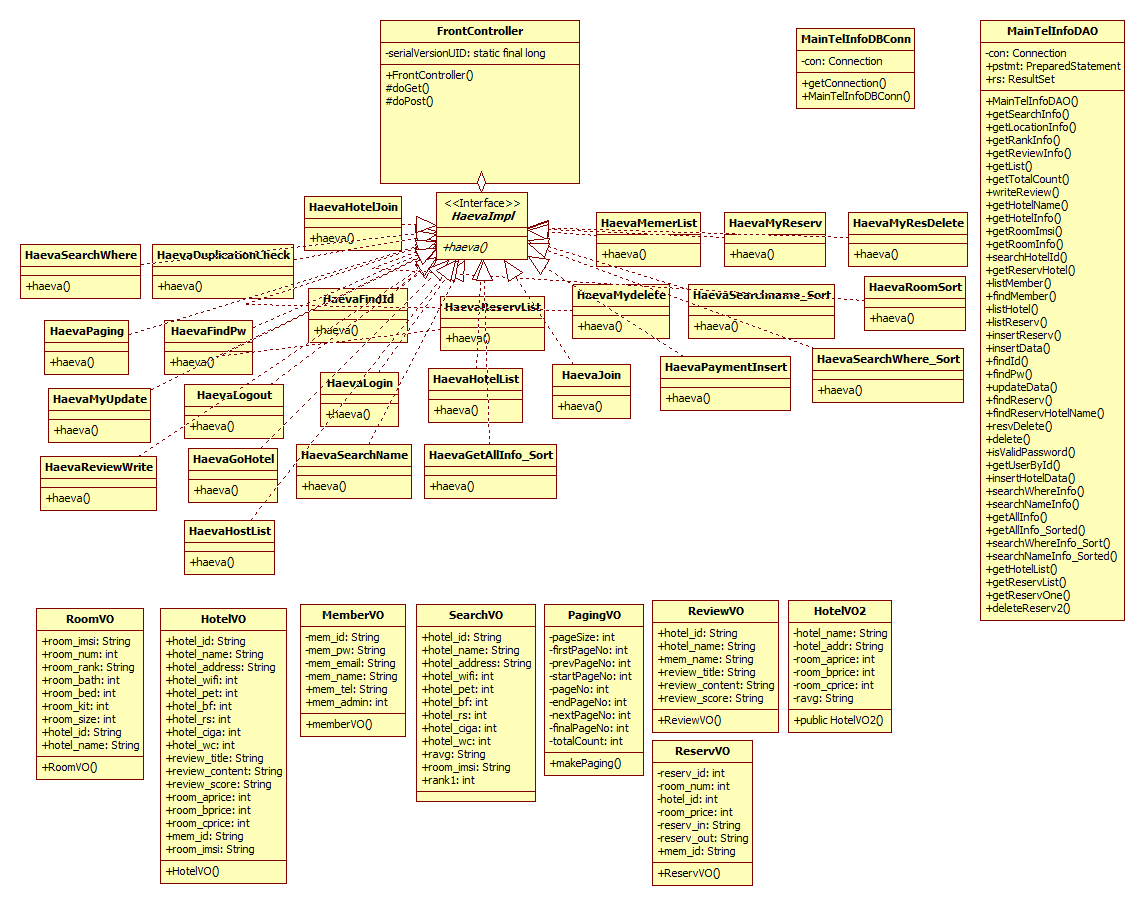 FrontController
-serialVersionUID: static final long
+FrontController()
#doGet()
#doPost()
MainTelInfoDBConn
-con: Connection
+getConnection()
+MainTelInfoDBConn()
MainTelInfoDAO
-con: Connection
+pstmt: PreparedStatement
+rs: ResultSet
+MainTelInfoDAO()
+getSearchInfo()
+getLocationInfo()
+getRankInfo()
+getReviewInfo()
+getList()
+getTotalCount()
+writeReview()
+getHotelName()
+getHotelInfo()
+getRoomImsi()
+getRoomInfo()
+searchHotelId()
+getReservHotel()
+listMember()
+findMember()
+listHotel()
+listReserv()
+insertReserv()
+insertData()
+findId()
+findPw()
+updateData()
+findReserv()
+findReservHotelName()
+resvDelete()
+delete()
+isValidPassword()
+getUserById()
+insertHotelData()
+searchWhereInfo()
+searchNameInfo()
+getAllInfo()
+getAllInfo_Sorted()
+searchWhereInfo_Sort()
+searchNameInfo_Sorted()
+getHotelList()
+getReservList()
+getReservOne()
+deleteReserv2()
<<Interface>>
HaevaImpl
+haeva()
HaevaHotelJoin
+haeva()
HaevaMemerList
+haeva()
HaevaMyReserv
+haeva()
HaevaMyResDelete
+haeva()
HaevaSearchWhere
+haeva()
HaevaDuplicationCheck
+haeva()
HaevaFindId
+haeva()
HaevaReservList
+haeva()
HaevaMydelete
+haeva()
HaevaSearchname_Sort
+haeva()
HaevaRoomSort
+haeva()
HaevaPaging
+haeva()
HaevaFindPw
+haeva()
HaevaMyUpdate
+haeva()
HaevaLogout
+haeva()
HaevaLogin
+haeva()
HaevaHotelList
+haeva()
HaevaJoin
+haeva()
HaevaPaymentInsert
+haeva()
HaevaSearchWhere_Sort
+haeva()
HaevaReviewWrite
+haeva()
HaevaGoHotel
+haeva()
HaevaSearchName
+haeva()
HaevaGetAllInfo_Sort
+haeva()
HaevaHostList
+haeva()
RoomVO
+room_imsi: String
+room_num: int
+room_rank: String
+room_bath: int
+room_bed: int
+room_kit: int
+room_size: int
+hotel_id: String
+hotel_name: String
+RoomVO()
HotelVO
+hotel_id: String
+hotel_name: String
+hotel_address: String
+hotel_wifi: int
+hotel_pet: int
+hotel_bf: int
+hotel_rs: int
+hotel_ciga: int
+hotel_wc: int
+review_title: String
+review_content: String
+review_score: String
+room_aprice: int
+room_bprice: int
+room_cprice: int
+mem_id: String
+room_imsi: String
+HotelVO()
MemberVO
-mem_id: String
-mem_pw: String
-mem_email: String
-mem_name: String
+mem_tel: String
+mem_admin: int
+memberVO()
SearchVO
+hotel_id: String
+hotel_name: String
+hotel_address: String
+hotel_wifi: int
+hotel_pet: int
+hotel_bf: int
+hotel_rs: int
+hotel_ciga: int
+hotel_wc: int
+ravg: String
+room_imsi: String
+rank1: int
PagingVO
-pageSize: int
-firstPageNo: int
-prevPageNo: int
-startPageNo: int
-pageNo: int
-endPageNo: int
-nextPageNo: int
-finalPageNo: int
-totalCount: int
+makePaging()
ReviewVO
+hotel_id: String
+hotel_name: String
+mem_name: String
+review_title: String
+review_content: String
+review_score: String
+ReviewVO()
HotelVO2
-hotel_name: String
-hotel_addr: String
-room_aprice: int
-room_bprice: int
-room_cprice: int
-ravg: String
+public HotelVO2()
ReservVO
-reserv_id: int
-room_num: int
-hotel_id: int
-room_price: int
-reserv_in: String
-reserv_out: String
+mem_id: String
+ReservVO()